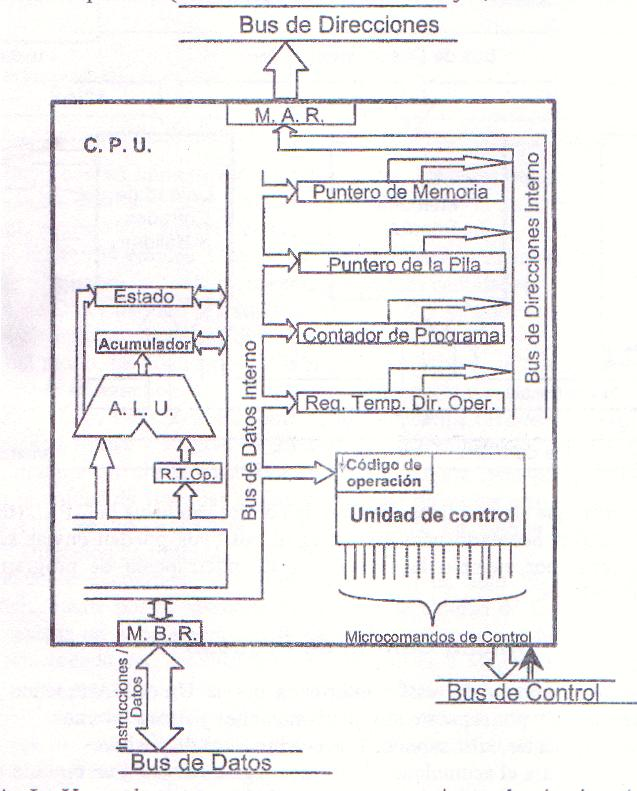 Bus de Direcciones
M. A. R.
C. P. U.
Puntero de Memoria
Puntero de la Pila
Contador de Programa
Reg. Temp. Dir. Oper.
Bus de Direcciones Interno
Estado
Acumulador
A. L. U.
R.T.Op.
Bus de Datos Interno
Código de
operación
Unidad de control
Microcomandos de Control
M. B. R.
Instrucciones /
Datos
Bus de Control
Bus de Datos